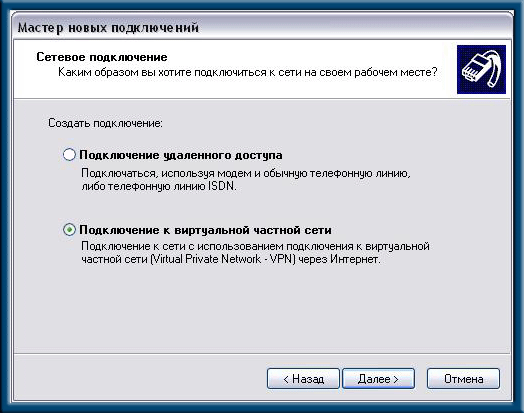 Мастер новых подключений
Сетевое подключение
Каким образом вы хотите подключиться к сети на своем рабочем месте?
Создать подключение:
Подключение удаленного доступа
Подключаться, используя модем и обычную телефонную линию,
либо телефонную линию ISDN.
Подключение к виртуальной частной сети
Подключение к сети с использованием подключения к виртуальной
частной сети (Virtual Private Network - VPN) через Интернет.
< Назад
Далее >
Отмена